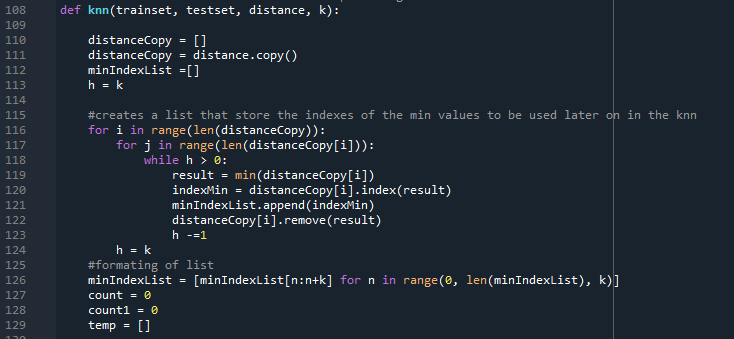 108 def knn(trainset, testset, distance, k):
109
110 distanceCopy = []
111 distanceCopy = distance.copy()
112 minIndexList =[]
113 h = k
114
115 #creates a list that store the indexes of the min values to be used later on in the knn
116 for i in range(len(distanceCopy)):
117 for j in range(len(distanceCopy[i])):
118 while h > 0:
119 result = min(distanceCopy[i])
120 indexMin = distanceCopy[i].index(result)
121 minIndexList.append(indexMin)
122 distanceCopy[i].remove(result)
123 h -=1
124 h = k
125 #formating of list
126 minIndexList = [minIndexList[n:n+k] for n in range(0, len(minIndexList), k)]
127 count = 0
128 count1 = 0
129 temp = []